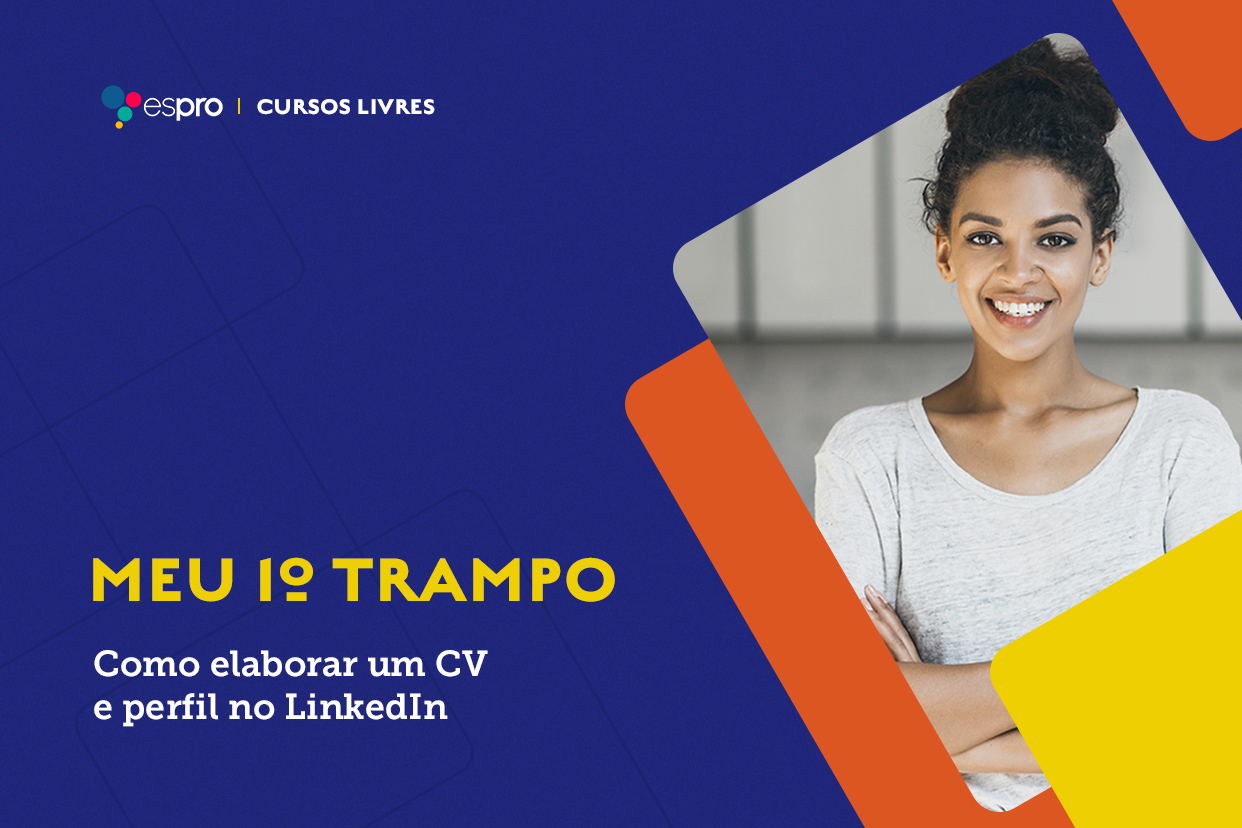 espro | CURSOS LIVRES
MEU 1º TRAMPO
Como elaborar um CV
e perfil no LinkedIn